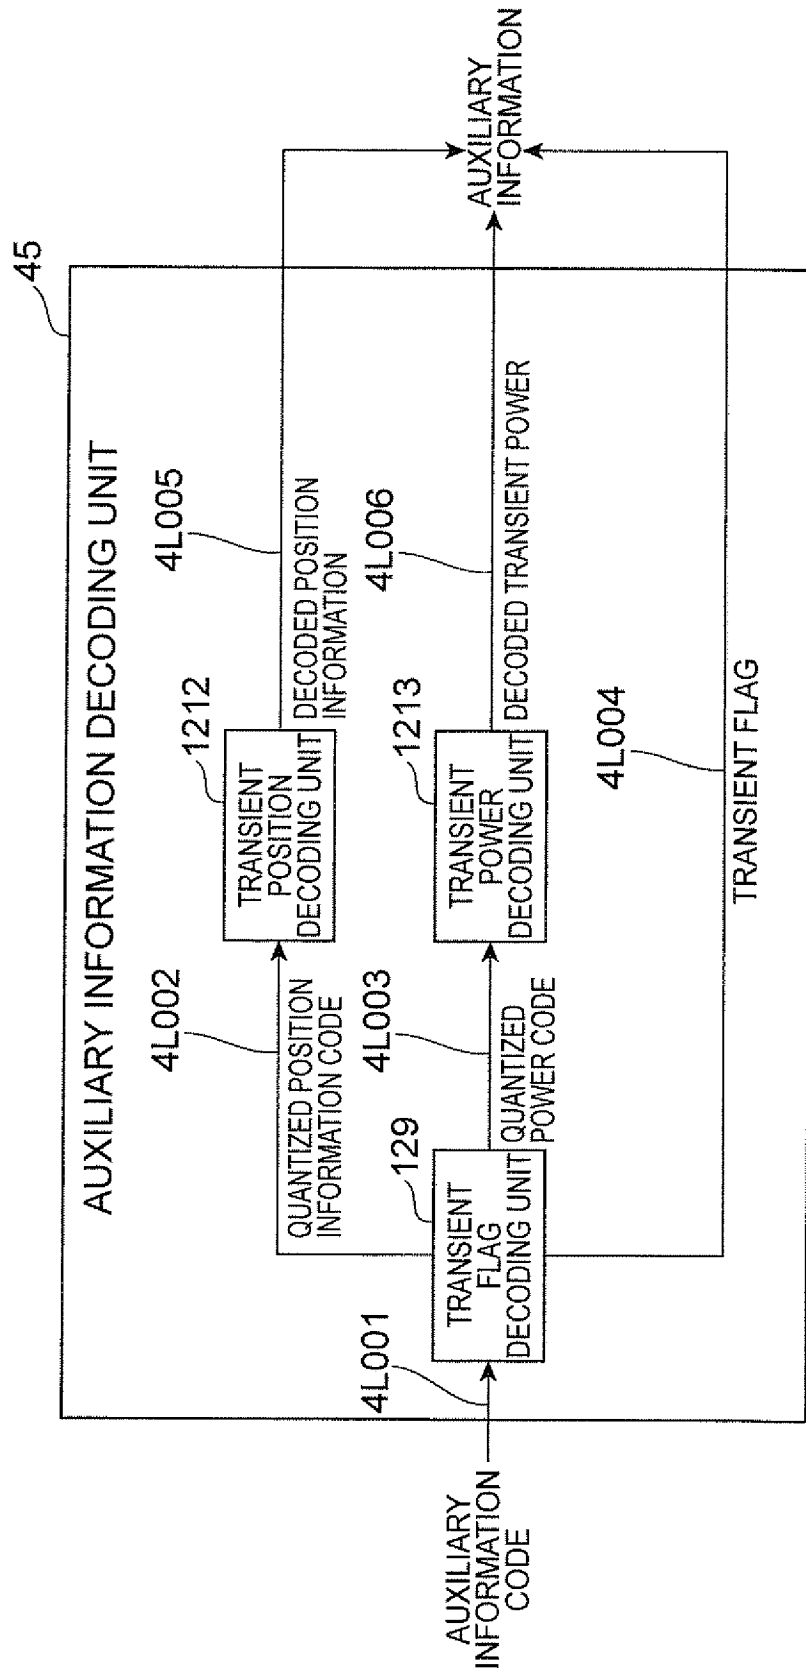 45
AUXILIARY INFORMATION DECODING UNIT
4L001
AUXILIARY
INFORMATION
CODE
129
TRANSIENT
FLAG
DECODING UNIT
4L002
QUANTIZED POSITION
INFORMATION CODE
1212
TRANSIENT
POSITION
DECODING UNIT
4L005
DECODED POSITION
INFORMATION
4L003
QUANTIZED
POWER CODE
1213
TRANSIENT
POWER
DECODING UNIT
4L006
DECODED TRANSIENT POWER
4L004
TRANSIENT FLAG
AUXILIARY
INFORMATION